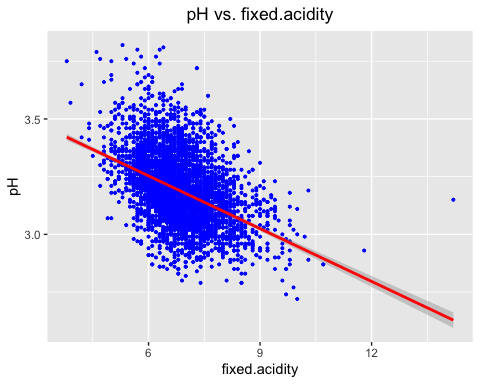 pH vs. fixed.acidity
3.5
3.0
pH
6 9 12
fixed.acidity